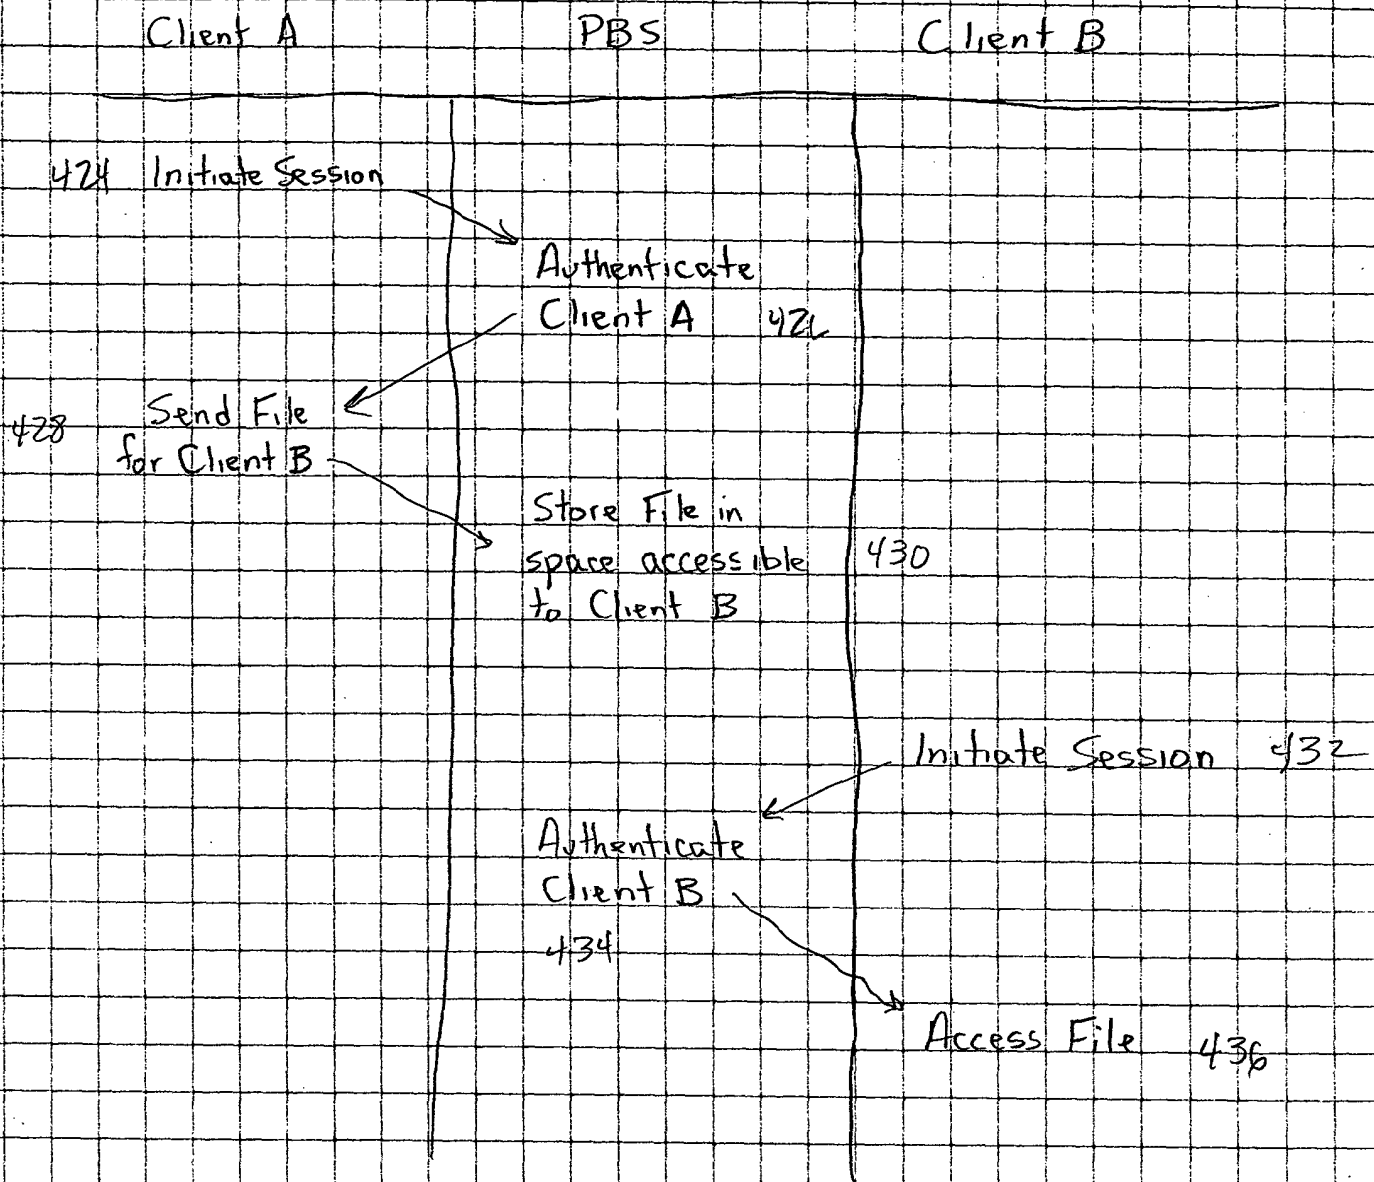 Client A PBS Client B
424 Initiate Session
Authenticate
Client A 426
Send File
428
for Client B
Store File in
space accessible 430
to Client B
Initiate Session 432
Authenticate
Client B
434
Access File 436